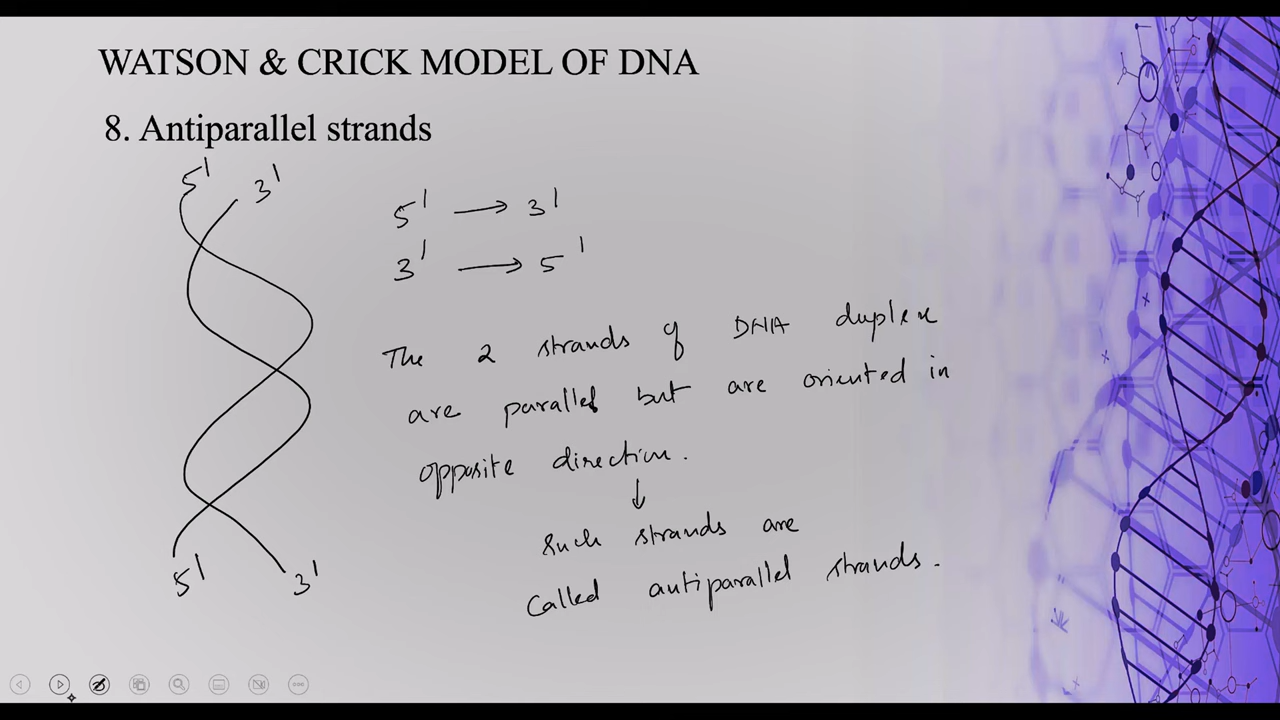 WATSON & CRICK MODEL OF DNA
8. Antiparallel strands
5' 3'
5' → 3'
3' → 5'
The 2 strands of DNA duplex
are parallel but are oriented in
opposite direction.
↓
Such strands are
Called antiparallel strands.
5' 3'